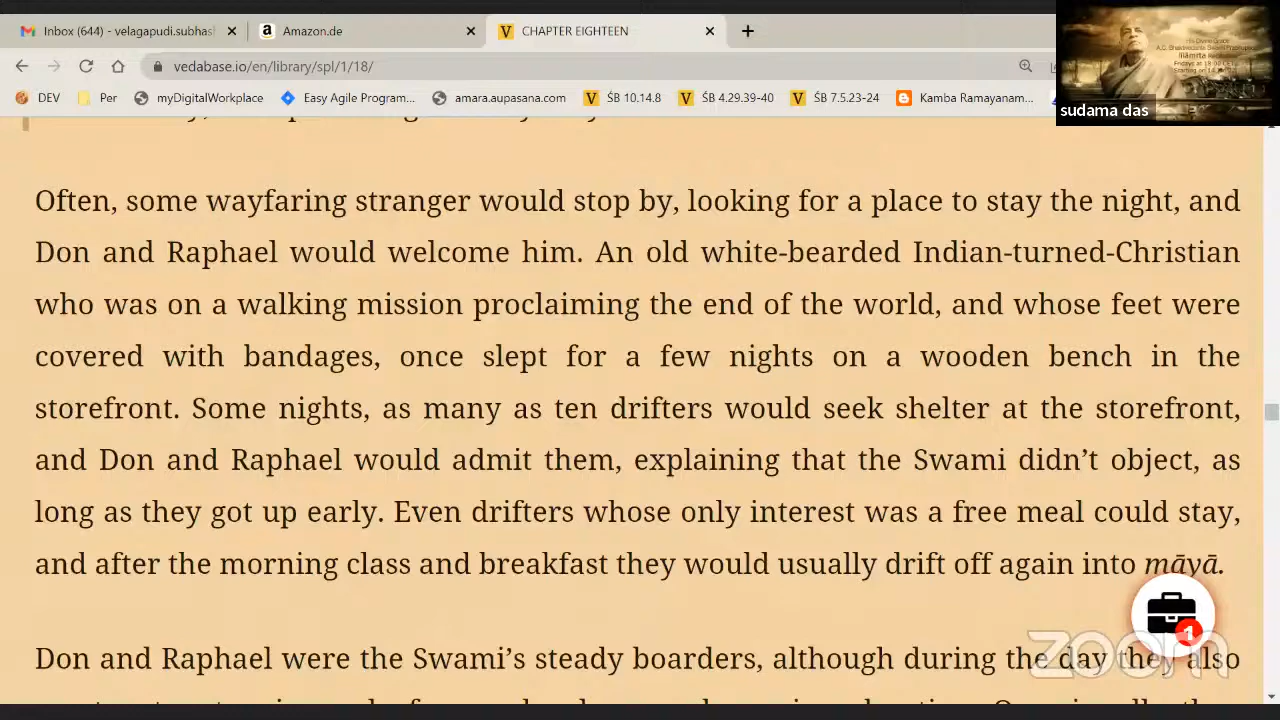 Inbox (644) - velagapudi.subhas
Amazon.de
CHAPTER EIGHTEEN
vedabase.io/en/library/spl/1/18/
DEV
Per
myDigitalWorkplace
Easy Agile Program...
amara.aupasana.com
ŚB 10.14.8
ŚB 4.29.39-40
ŚB 7.5.23-24
Kamba Ramayanam...
His Divine Grace
sudama das
Often, some wayfaring stranger would stop by, looking for a place to stay the night, and
Don and Raphael would welcome him. An old white-bearded Indian-turned-Christian
who was on a walking mission proclaiming the end of the world, and whose feet were
covered with bandages, once slept for a few nights on a wooden bench in the
storefront. Some nights, as many as ten drifters would seek shelter at the storefront,
and Don and Raphael would admit them, explaining that the Swami didn’t object, as
long as they got up early. Even drifters whose only interest was a free meal could stay,
and after the morning class and breakfast they would usually drift off again into māyā.
1
zoom
Don and Raphael were the Swami’s steady boarders, although during the day they also